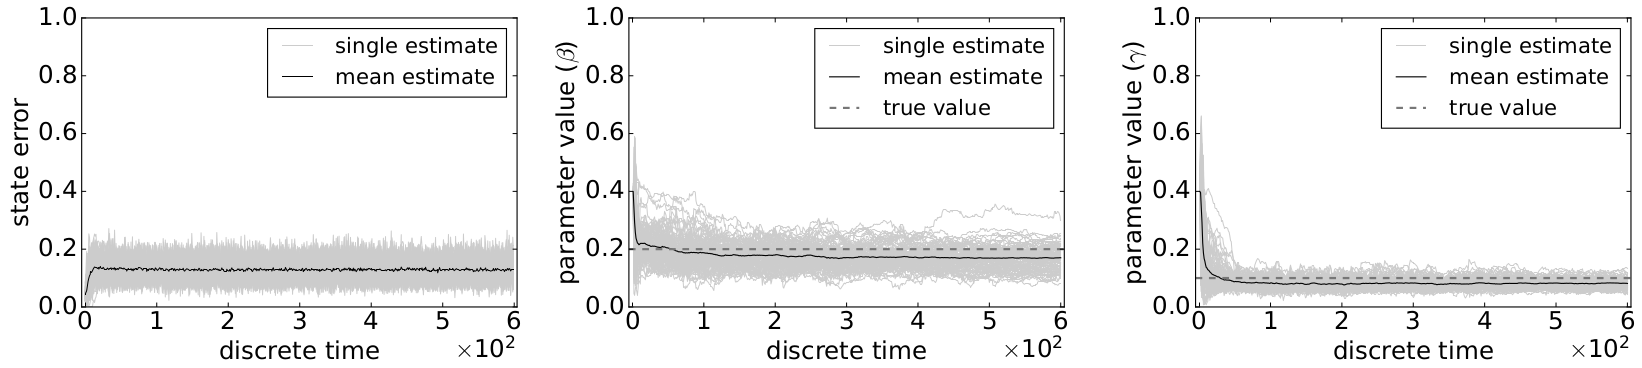 state error
1.0
0.8
0.6
0.4
0.2
0.0
single estimate
mean estimate
0 1 2 3 4 5 6
discrete time ×10²
parameter value (β)
1.0
0.8
0.6
0.4
0.2
0.0
single estimate
mean estimate
true value
0 1 2 3 4 5 6
discrete time ×10²
parameter value (γ)
1.0
0.8
0.6
0.4
0.2
0.0
single estimate
mean estimate
true value
0 1 2 3 4 5 6
discrete time ×10²